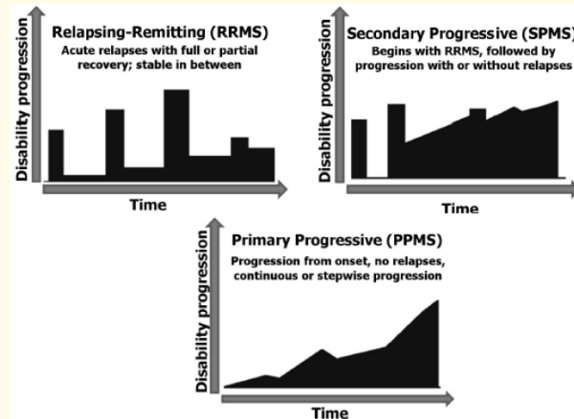 Relapsing-Remitting (RRMS)
Acute relapses with full or partial
recovery; stable in between
Disability progression
Time
Secondary Progressive (SPMS)
Begins with RRMS, followed by
progression with or without relapses
Disability progression
Time
Primary Progressive (PPMS)
Progression from onset, no relapses,
continuous or stepwise progression
Disability progression
Time